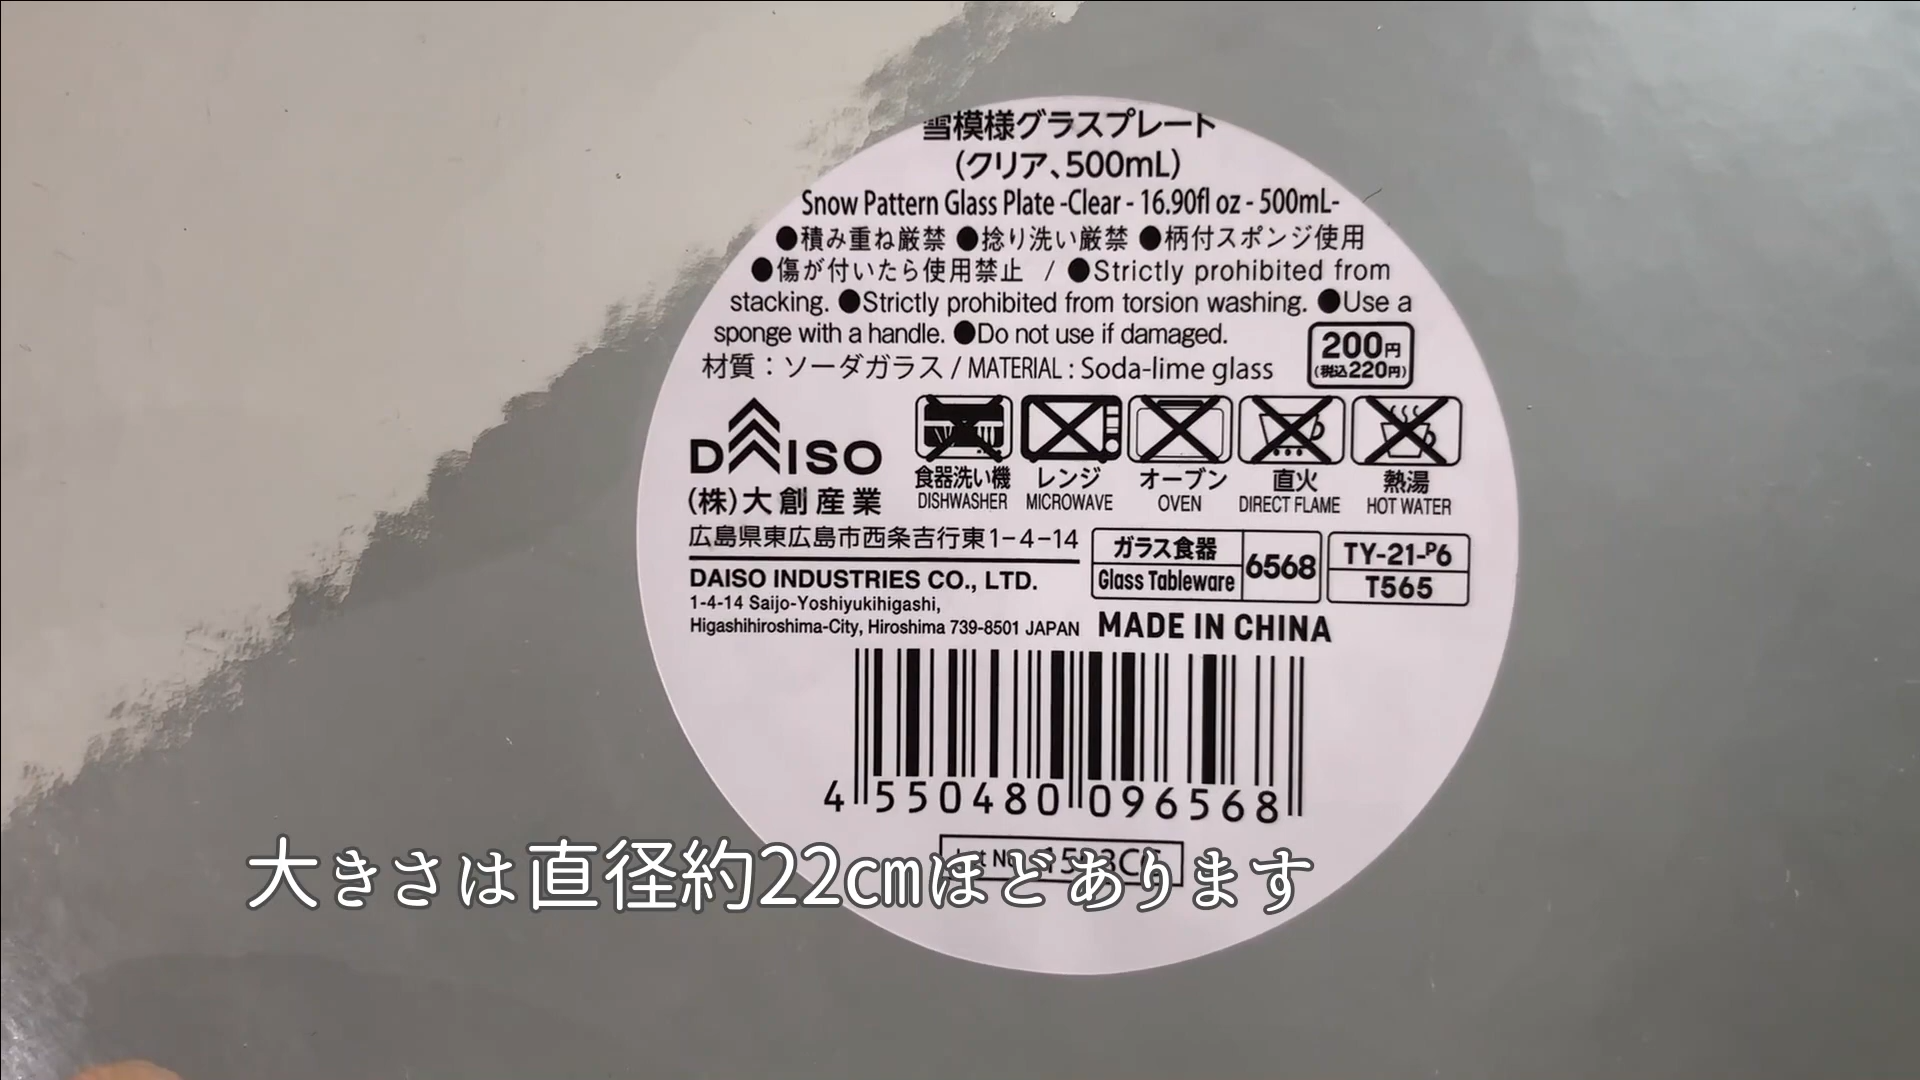 雪模様グラスプレート
(クリア、500mL)
Snow Pattern Glass Plate -Clear - 16.90fl oz - 500mL-
●積み重ね厳禁 ●捻り洗い厳禁 ●柄付スポンジ使用
●傷が付いたら使用禁止 / ●Strictly prohibited from
stacking. ●Strictly prohibited from torsion washing. ●Use a
sponge with a handle. ●Do not use if damaged.
材質：ソーダガラス / MATERIAL : Soda-lime glass
200円
(税込220円)
DAISO
(株)大創産業
食器洗い機 レンジ オーブン 直火 熱湯
DISHWASHER MICROWAVE OVEN DIRECT FLAME HOT WATER
広島県東広島市西条吉行東1-4-14
DAISO INDUSTRIES CO., LTD.
1-4-14 Saijo-Yoshiyukihigashi,
Higashihiroshima-City, Hiroshima 739-8501 JAPAN
ガラス食器
Glass Tableware
6568
TY-21-P6
T565
MADE IN CHINA
4 550480 096568
大きさは直径約22㎝ほどあります